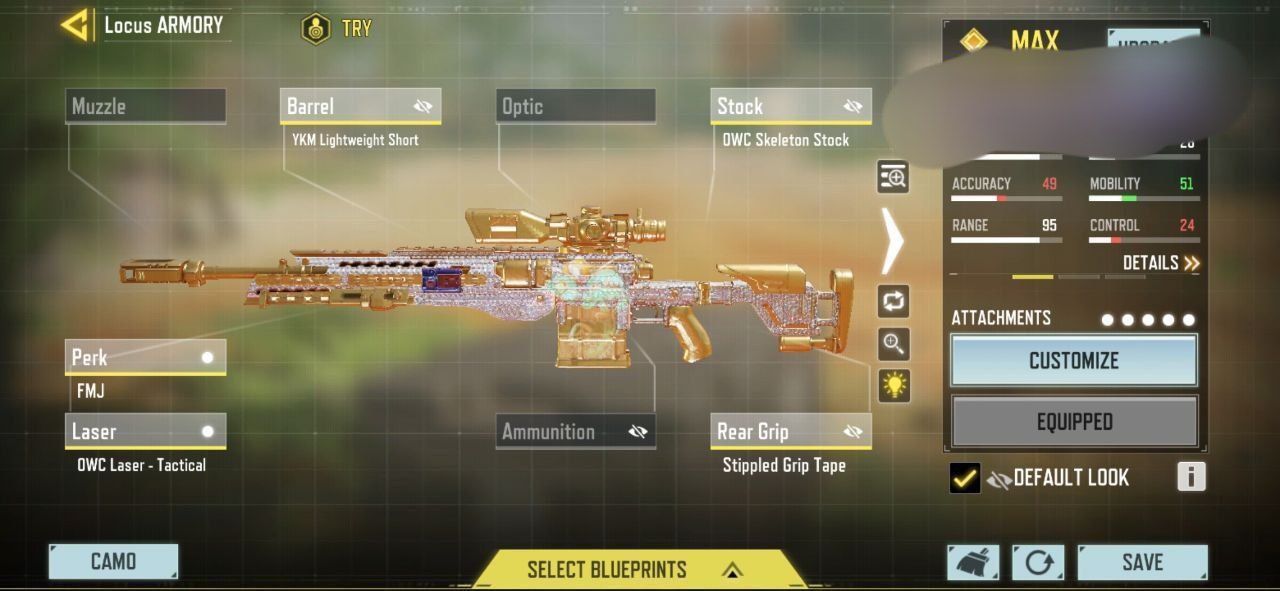 Locus ARMORY
TRY
MAX
Muzzle
Barrel
YKM Lightweight Short
Optic
Stock
OWC Skeleton Stock
ACCURACY 49
MOBILITY 51
RANGE 95
CONTROL 24
DETAILS
ATTACHMENTS
CUSTOMIZE
EQUIPPED
DEFAULT LOOK
i
Perk
FMJ
Laser
OWC Laser - Tactical
Ammunition
Rear Grip
Stippled Grip Tape
CAMO
SELECT BLUEPRINTS
SAVE